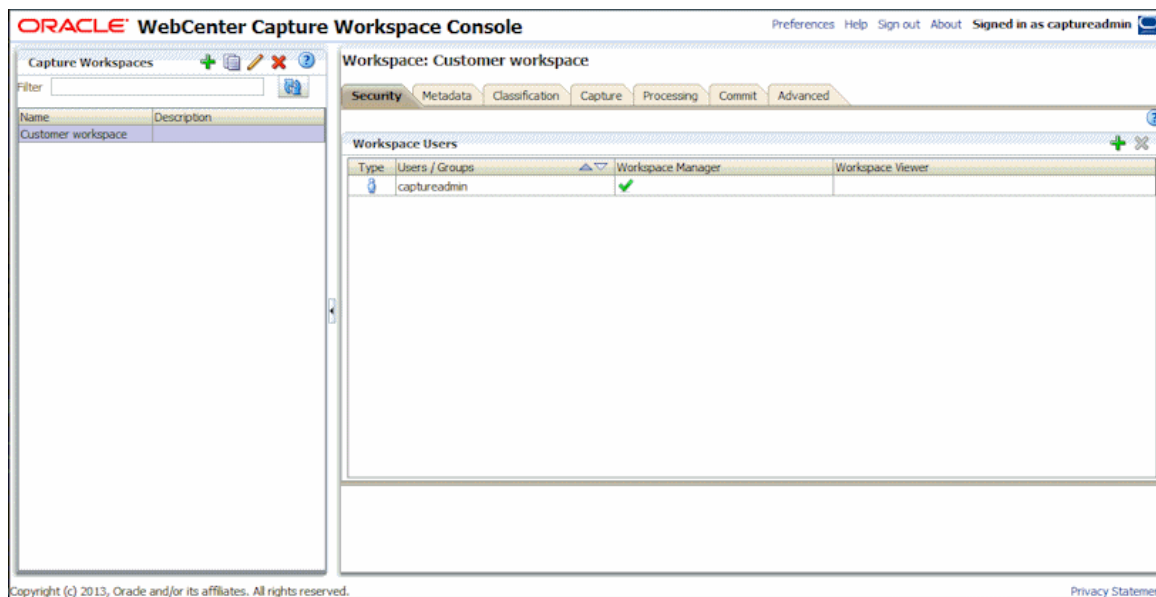 ORACLE® WebCenter Capture Workspace Console
Preferences Help Sign out About Signed in as captureadmin
Capture Workspaces
Filter
Name Description
Customer workspace
Workspace: Customer workspace
Security Metadata Classification Capture Processing Commit Advanced
Workspace Users
Type Users / Groups Workspace Manager Workspace Viewer
captureadmin
Copyright (c) 2013, Oracle and/or its affiliates. All rights reserved.
Privacy Stateme